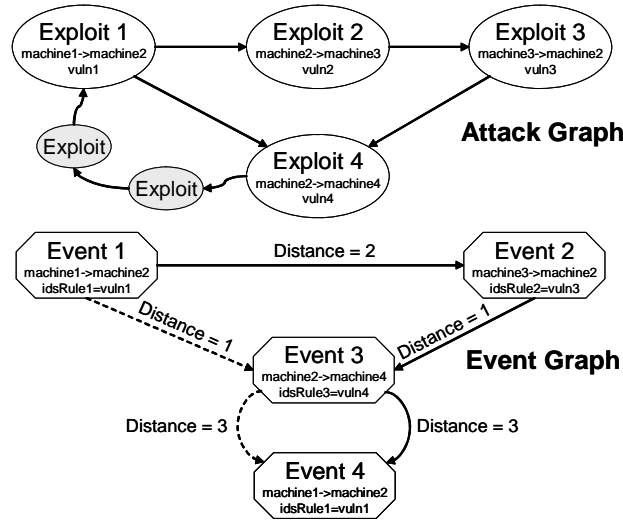 Exploit 1
machine1->machine2
vuln1
Exploit 2
machine2->machine3
vuln2
Exploit 3
machine3->machine2
vuln3
Attack Graph
Exploit
Exploit
Exploit 4
machine2->machine4
vuln4
Event 1
machine1->machine2
idsRule1=vuln1
Distance = 2
Event 2
machine3->machine2
idsRule2=vuln3
Distance = 1
Distance = 1
Event 3
machine2->machine4
idsRule3=vuln4
Event Graph
Distance = 3
Distance = 3
Event 4
machine1->machine2
idsRule1=vuln1